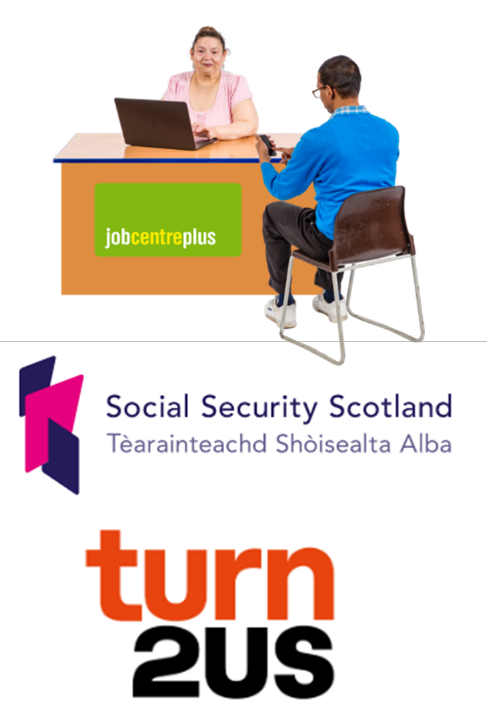 jobcentreplus
Social Security Scotland
Tèarainteachd Shòisealta Alba
turn
2us